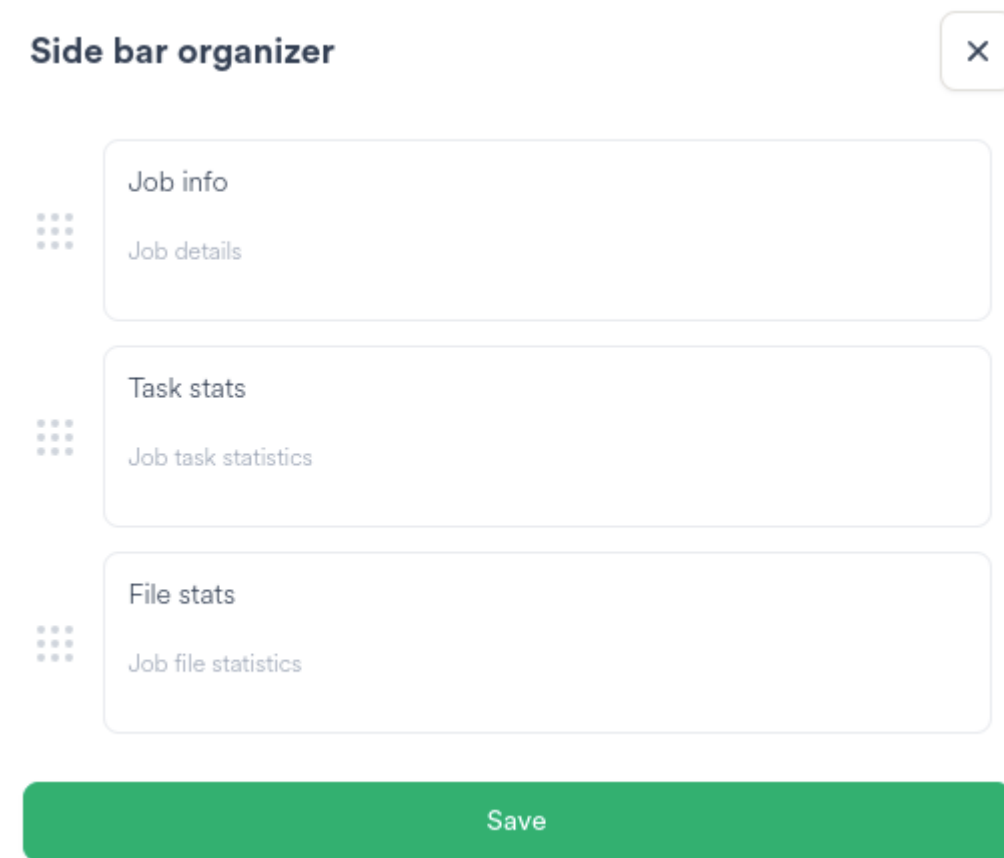 Side bar organizer
Job info
Job details
Task stats
Job task statistics
File stats
Job file statistics
Save